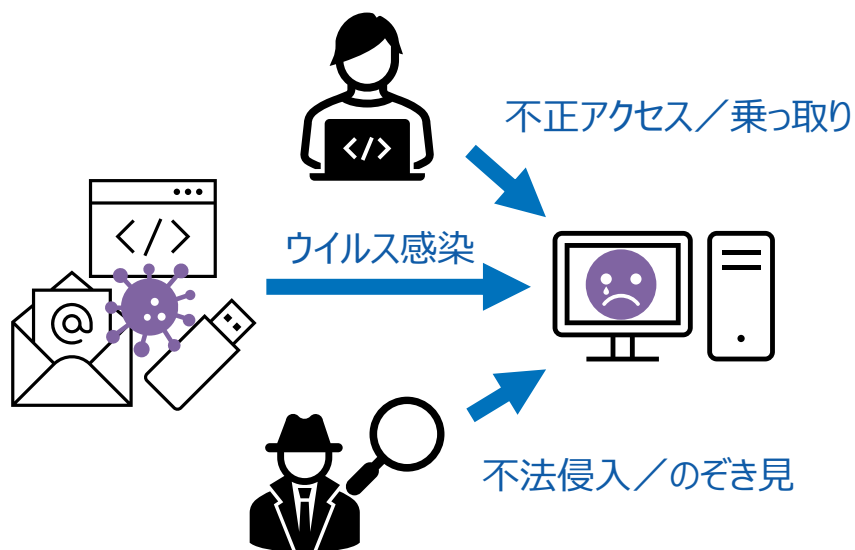 不正アクセス／乗っ取り
</>
</>
ウイルス感染
@
不法侵入／のぞき見